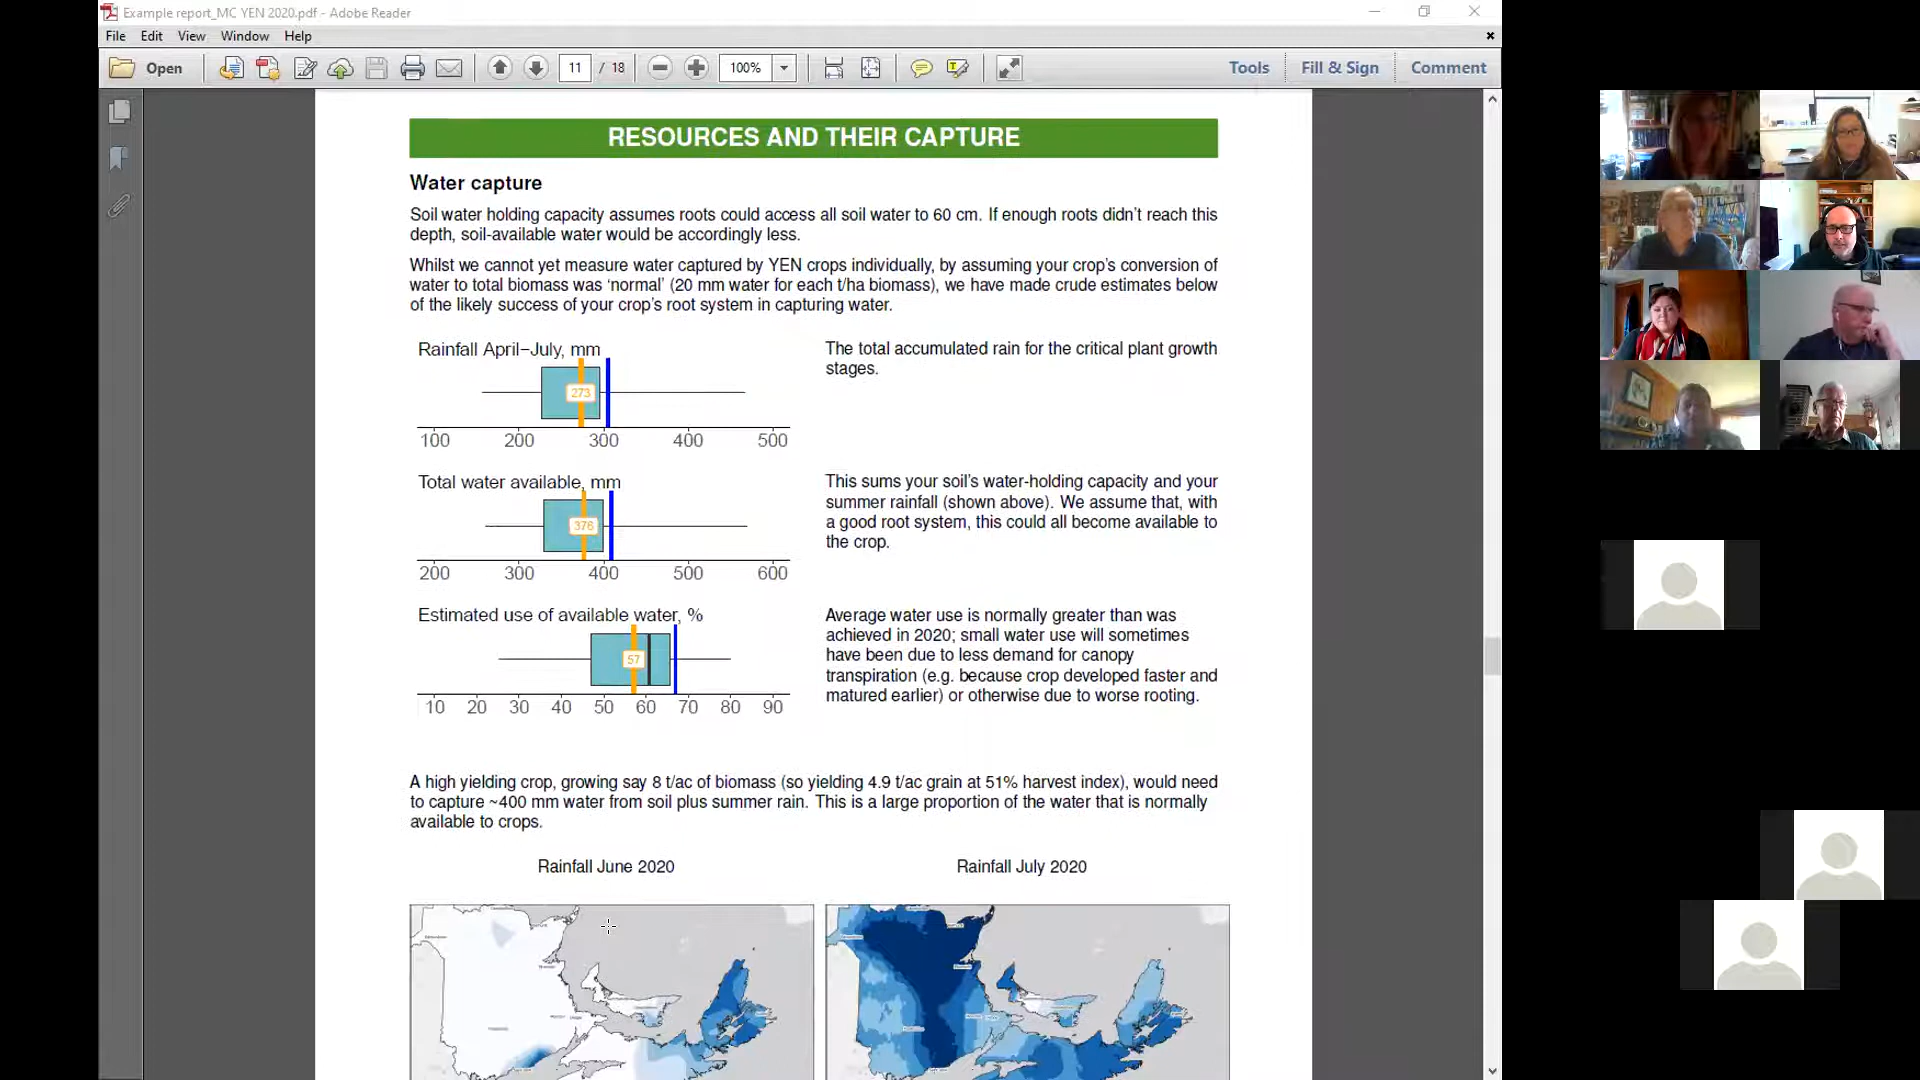 Example report_MC YEN 2020.pdf - Adobe Reader
File Edit View Window Help
Open 11 / 18 100% Tools Fill & Sign Comment
RESOURCES AND THEIR CAPTURE
Water capture
Soil water holding capacity assumes roots could access all soil water to 60 cm. If enough roots didn't reach this
depth, soil-available water would be accordingly less.
Whilst we cannot yet measure water captured by YEN crops individually, by assuming your crop's conversion of
water to total biomass was 'normal' (20 mm water for each t/ha biomass), we have made crude estimates below
of the likely success of your crop's root system in capturing water.
Rainfall April–July, mm
273
100 200 300 400 500
The total accumulated rain for the critical plant growth
stages.
Total water available, mm
376
200 300 400 500 600
This sums your soil's water-holding capacity and your
summer rainfall (shown above). We assume that, with
a good root system, this could all become available to
the crop.
Estimated use of available water, %
57
10 20 30 40 50 60 70 80 90
Average water use is normally greater than was
achieved in 2020; small water use will sometimes
have been due to less demand for canopy
transpiration (e.g. because crop developed faster and
matured earlier) or otherwise due to worse rooting.
A high yielding crop, growing say 8 t/ac of biomass (so yielding 4.9 t/ac grain at 51% harvest index), would need
to capture ~400 mm water from soil plus summer rain. This is a large proportion of the water that is normally
available to crops.
Rainfall June 2020
Rainfall July 2020